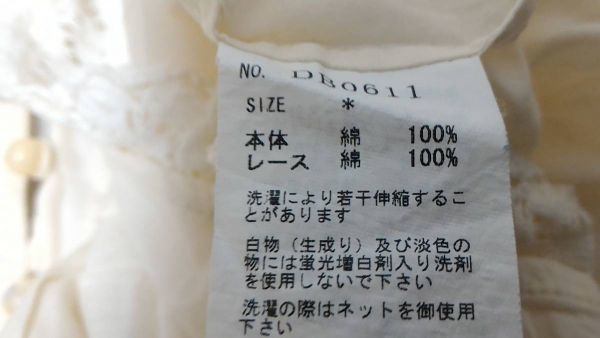 NO. DB0611
SIZE *
本体 綿 100%
レース 綿 100%
洗濯により若干伸縮するこ
とがあります
白物（生成り）及び淡色の
物には蛍光増白剤入り洗剤
を使用しないで下さい
洗濯の際はネットを御使用
下さい